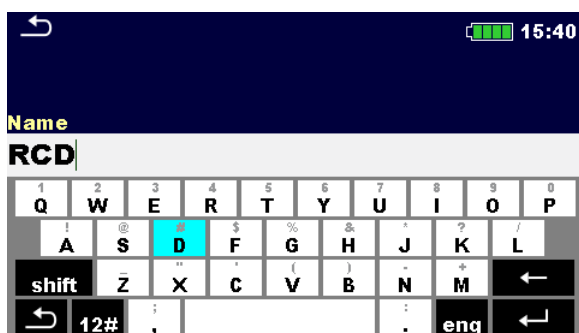 15:40
Name
RCD
1 2 3 4 5 6 7 8 9 0
Q W E R T Y U I O P
! @ # $ % & * ? /
A S D F G H J K L
_ " ' ( ) - +
shift Z X C V B N M ←
; :
12# , . eng